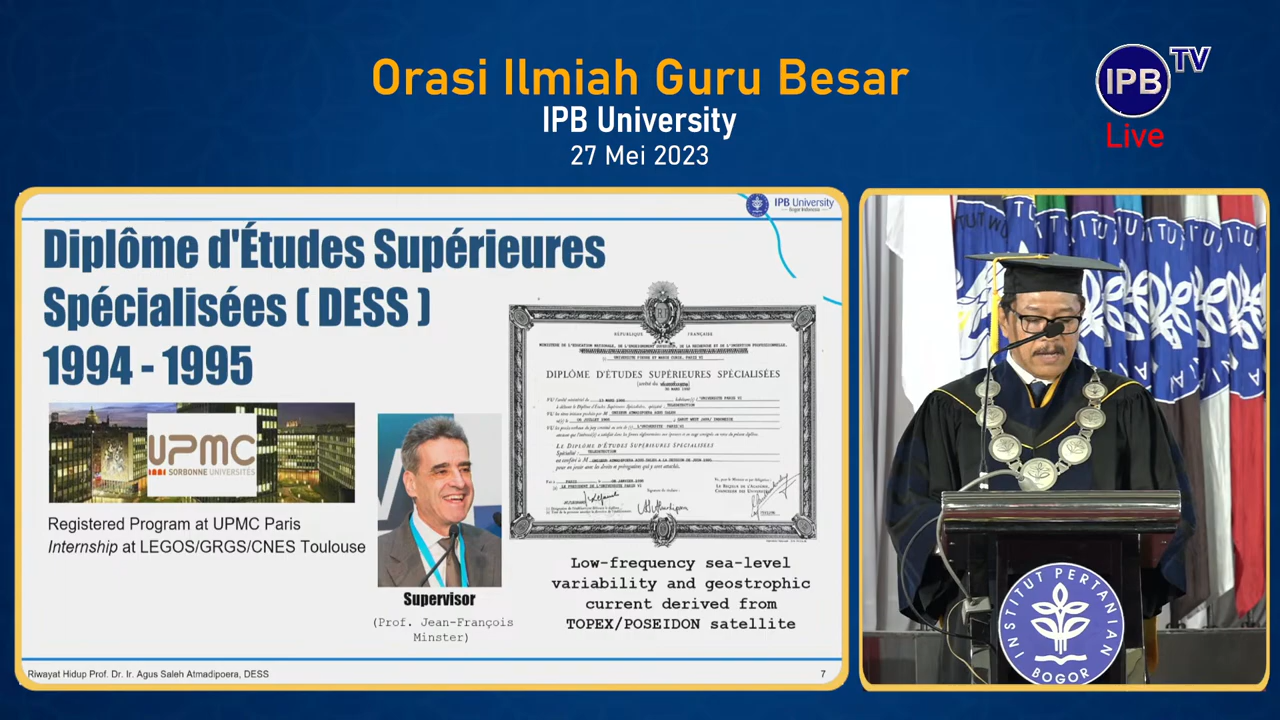 Orasi Ilmiah Guru Besar
IPB University
27 Mei 2023
IPB TV
Live
IPB University
Bogor Indonesia
Diplôme d'Études Supérieures
Spécialisées ( DESS )
1994 - 1995
UPMC
SORBONNE UNIVERSITÉS
Registered Program at UPMC Paris
Internship at LEGOS/GRGS/CNES Toulouse
Supervisor
(Prof. Jean-François
Minster)
RÉPUBLIQUE FRANÇAISE
DIPLÔME D'ÉTUDES SUPÉRIEURES SPÉCIALISÉES
LE DIPLÔME D'ÉTUDES SUPÉRIEURES SPÉCIALISÉES
Low-frequency sea-level
variability and geostrophic
current derived from
TOPEX/POSEIDON satellite
Riwayat Hidup Prof. Dr. Ir. Agus Saleh Atmadipoera, DESS
7
INSTITUT PERTANIAN
BOGOR